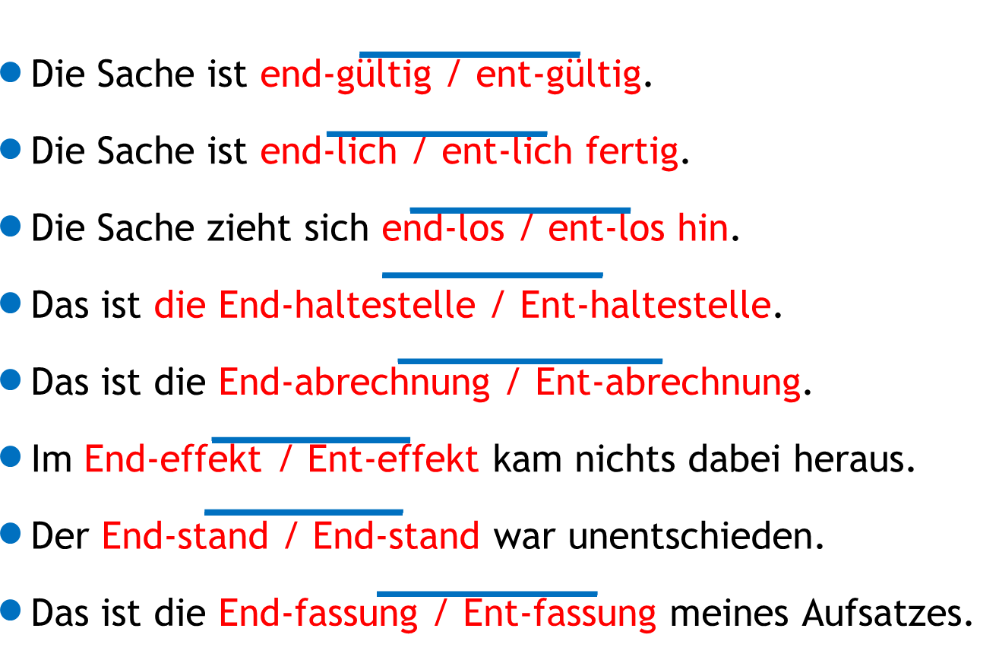 • Die Sache ist end-gültig / ent-gültig.
• Die Sache ist end-lich / ent-lich fertig.
• Die Sache zieht sich end-los / ent-los hin.
• Das ist die End-haltestelle / Ent-haltestelle.
• Das ist die End-abrechnung / Ent-abrechnung.
• Im End-effekt / Ent-effekt kam nichts dabei heraus.
• Der End-stand / End-stand war unentschieden.
• Das ist die End-fassung / Ent-fassung meines Aufsatzes.